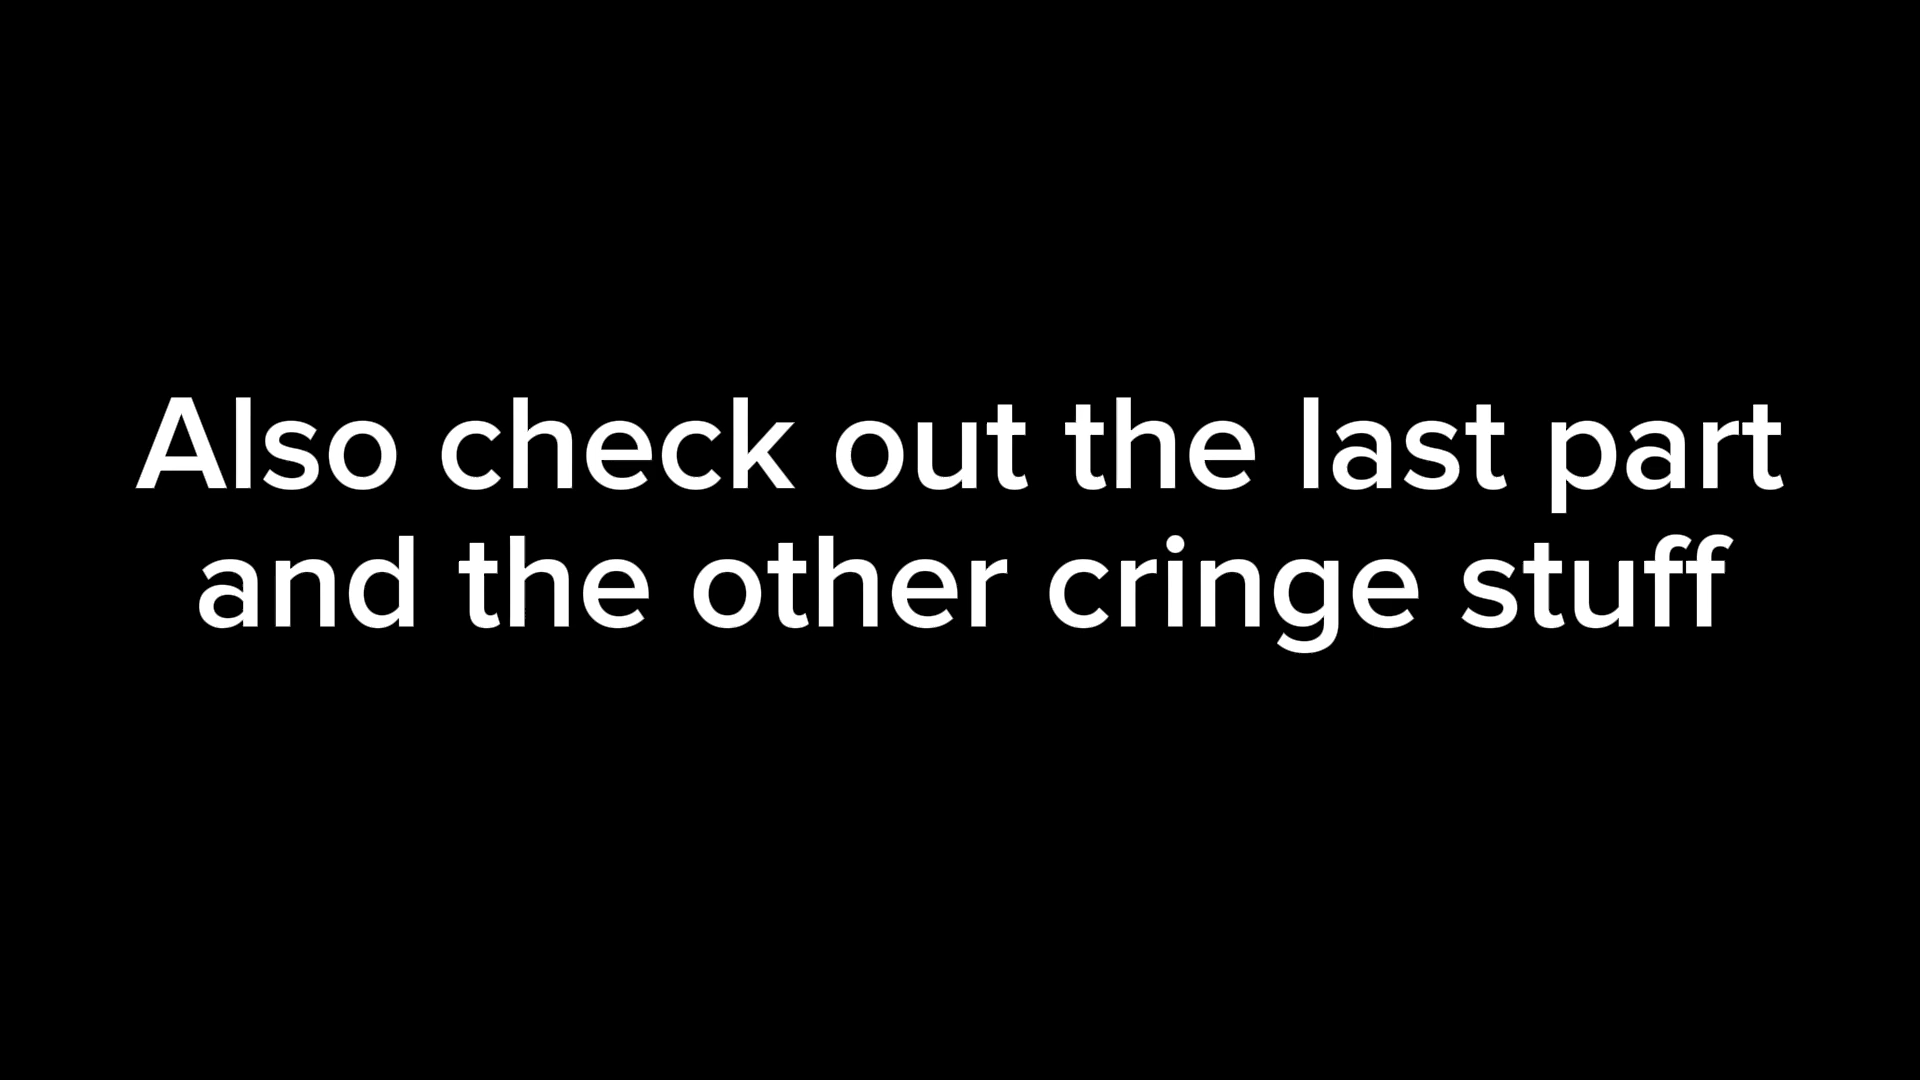 Also check out the last part
and the other cringe stuff